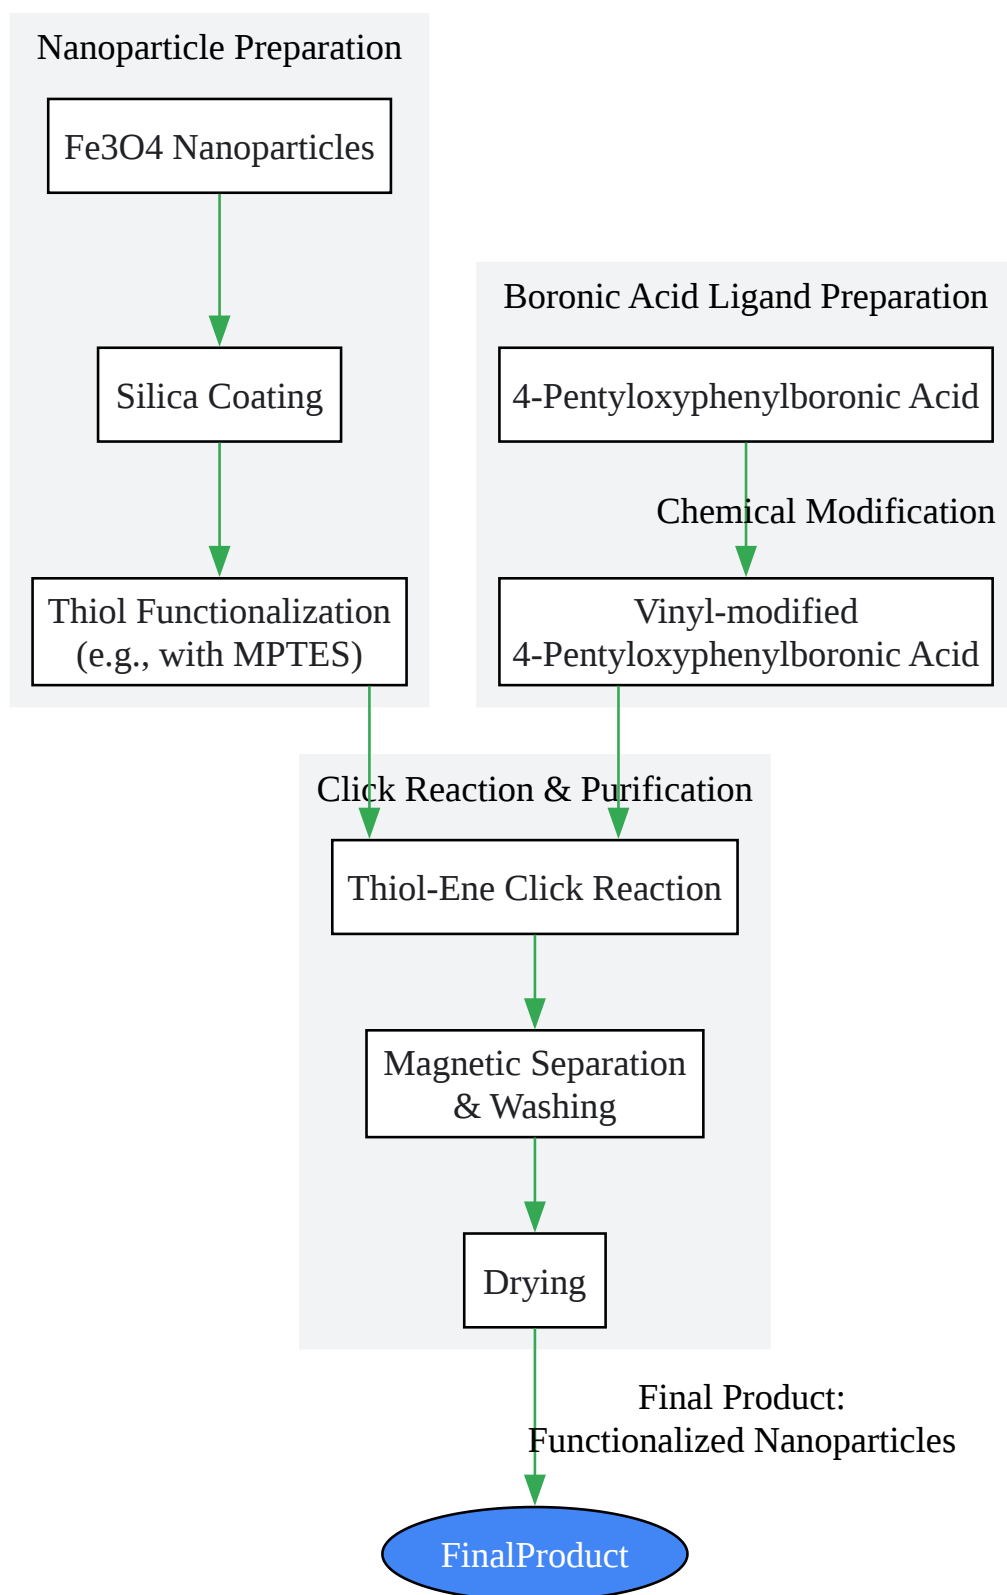 Nanoparticle Preparation
Fe3O4 Nanoparticles
Silica Coating
Thiol Functionalization
(e.g., with MPTES)
Boronic Acid Ligand Preparation
4-Pentyloxyphenylboronic Acid
Chemical Modification
Vinyl-modified
4-Pentyloxyphenylboronic Acid
Click Reaction & Purification
Thiol-Ene Click Reaction
Magnetic Separation
& Washing
Drying
Final Product:
Functionalized Nanoparticles
FinalProduct